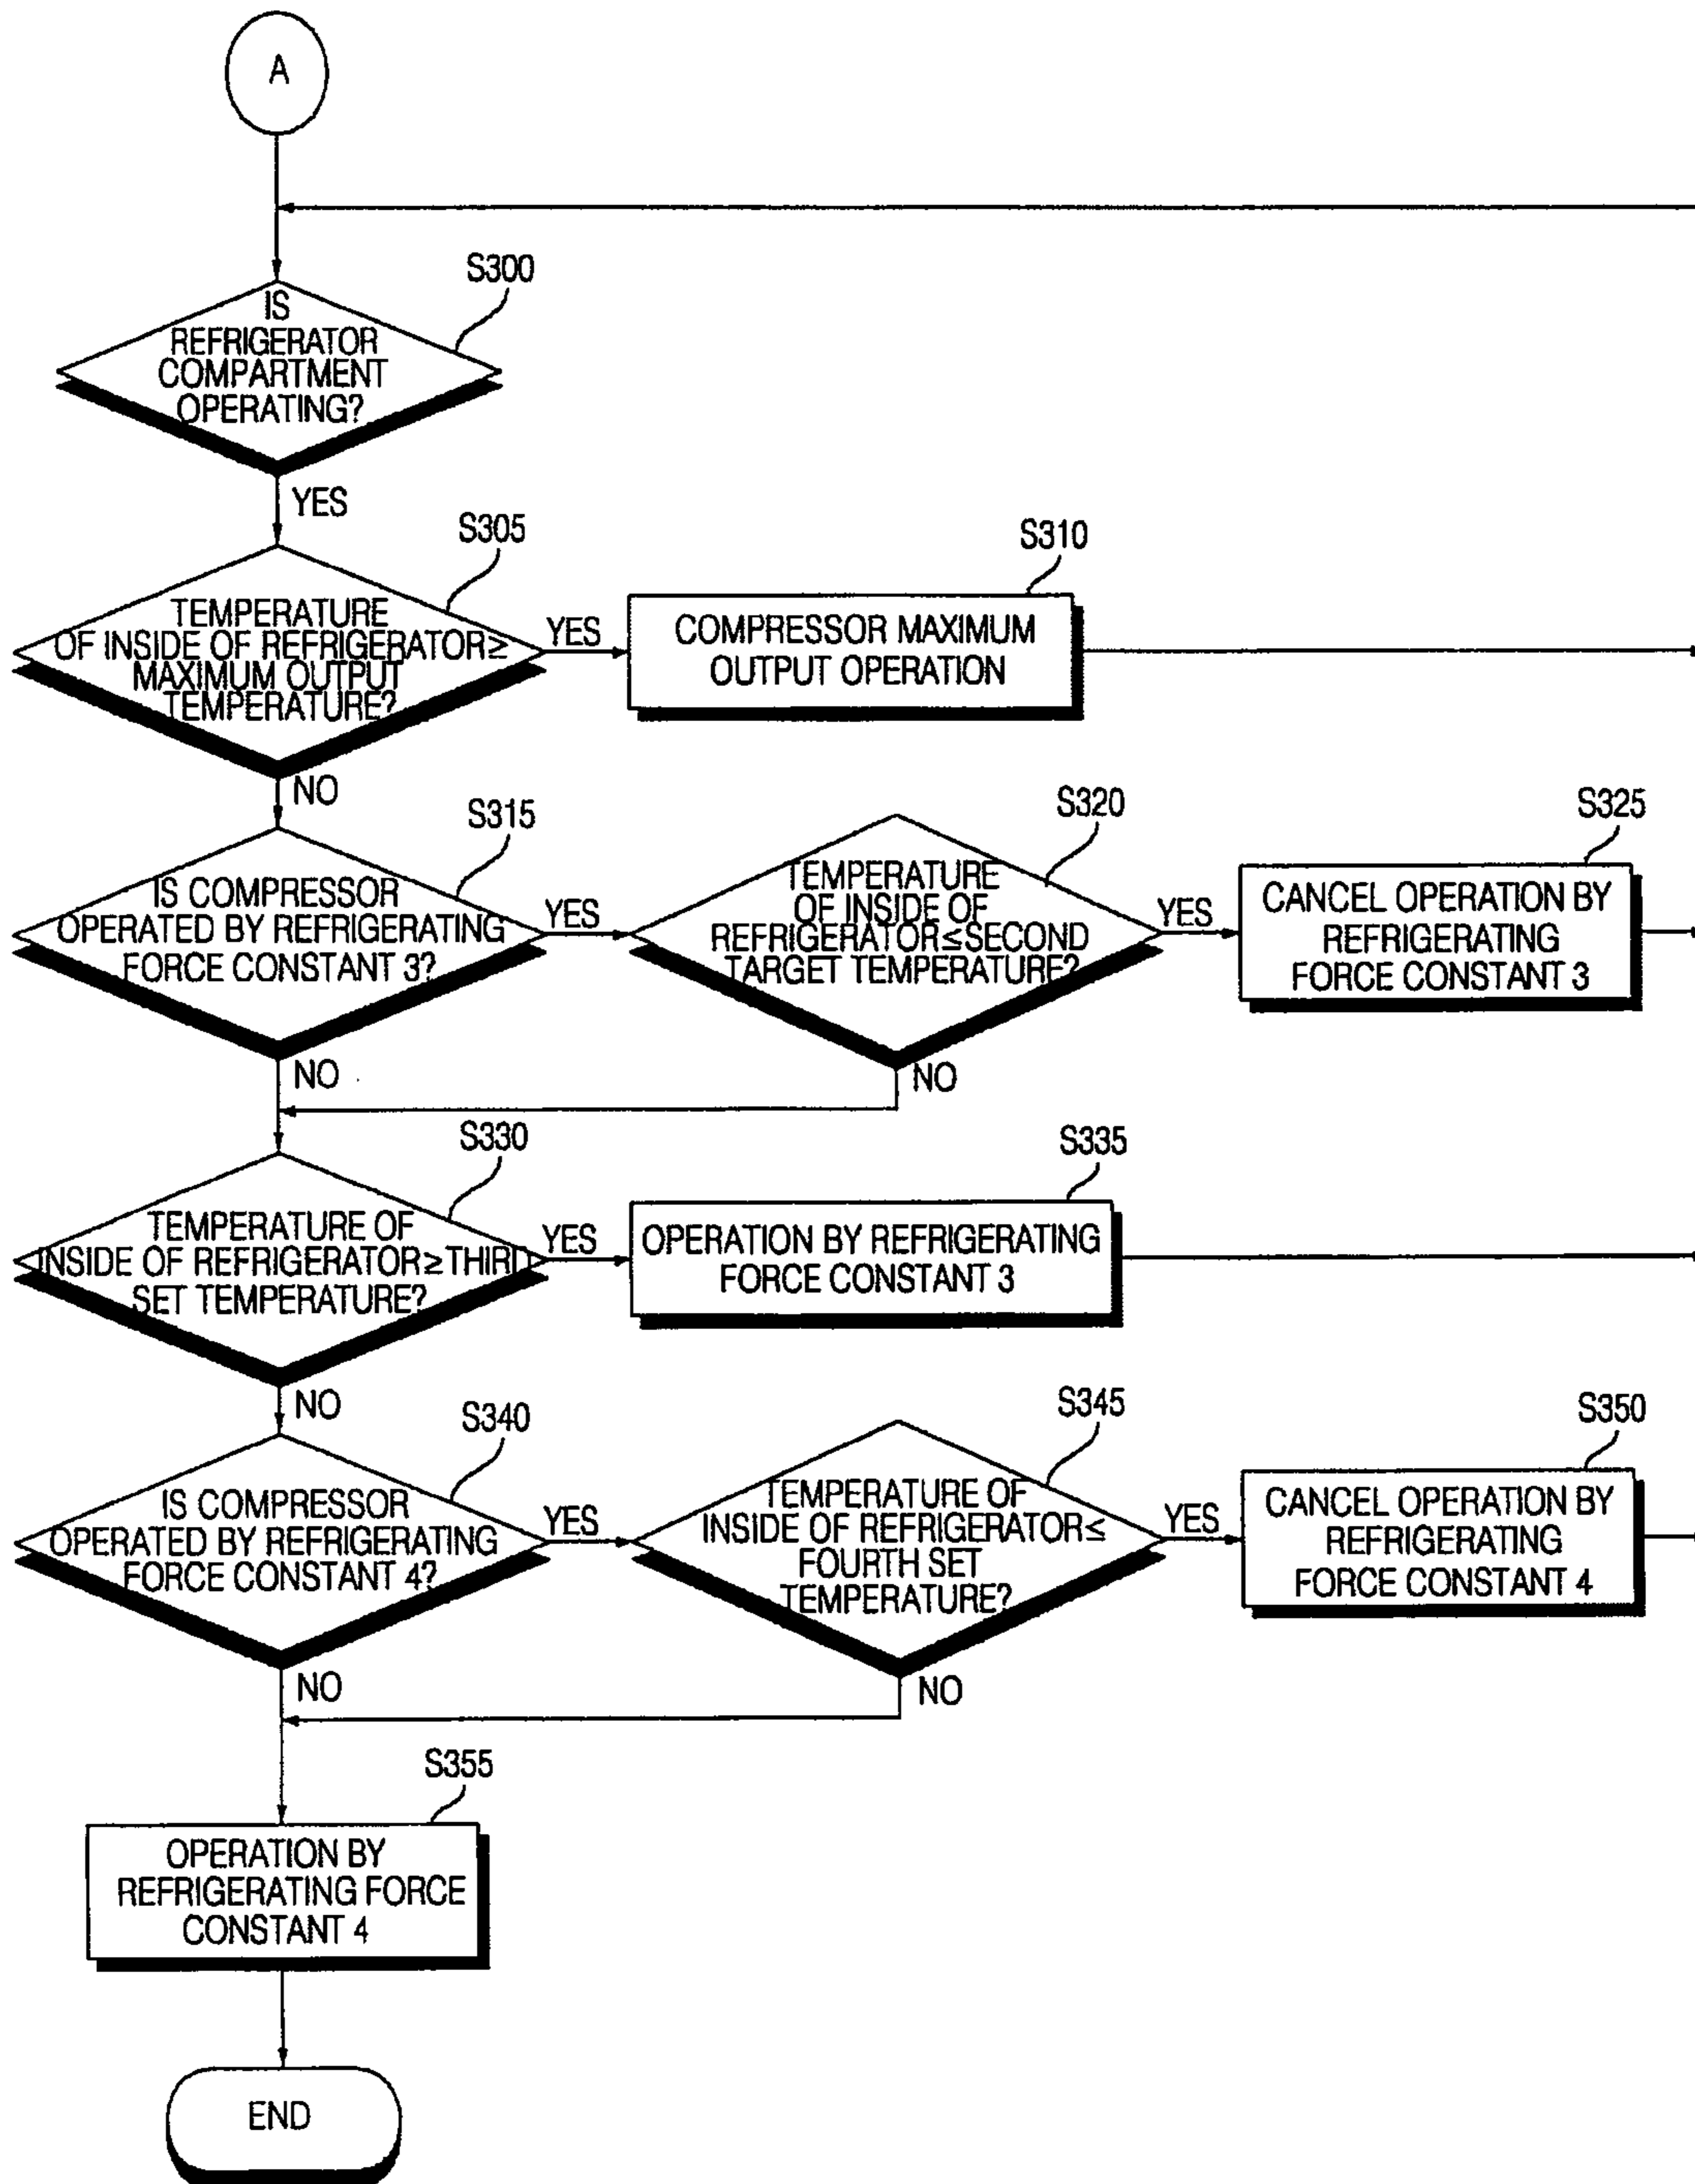 A
S300
IS
REFRIGERATOR
COMPARTMENT
OPERATING?
YES
S305
TEMPERATURE
OF INSIDE OF REFRIGERATOR≥
MAXIMUM OUTPUT
TEMPERATURE?
YES
S310
COMPRESSOR MAXIMUM
OUTPUT OPERATION
NO
S315
IS COMPRESSOR
OPERATED BY REFRIGERATING
FORCE CONSTANT 3?
YES
S320
TEMPERATURE
OF INSIDE OF
REFRIGERATOR≤SECOND
TARGET TEMPERATURE?
YES
S325
CANCEL OPERATION BY
REFRIGERATING
FORCE CONSTANT 3
NO
NO
S330
TEMPERATURE OF
INSIDE OF REFRIGERATOR≥THIRD
SET TEMPERATURE?
YES
S335
OPERATION BY REFRIGERATING
FORCE CONSTANT 3
NO
S340
IS COMPRESSOR
OPERATED BY REFRIGERATING
FORCE CONSTANT 4?
YES
S345
TEMPERATURE OF
INSIDE OF REFRIGERATOR≤
FOURTH SET
TEMPERATURE?
YES
S350
CANCEL OPERATION BY
REFRIGERATING
FORCE CONSTANT 4
NO
NO
S355
OPERATION BY
REFRIGERATING FORCE
CONSTANT 4
END